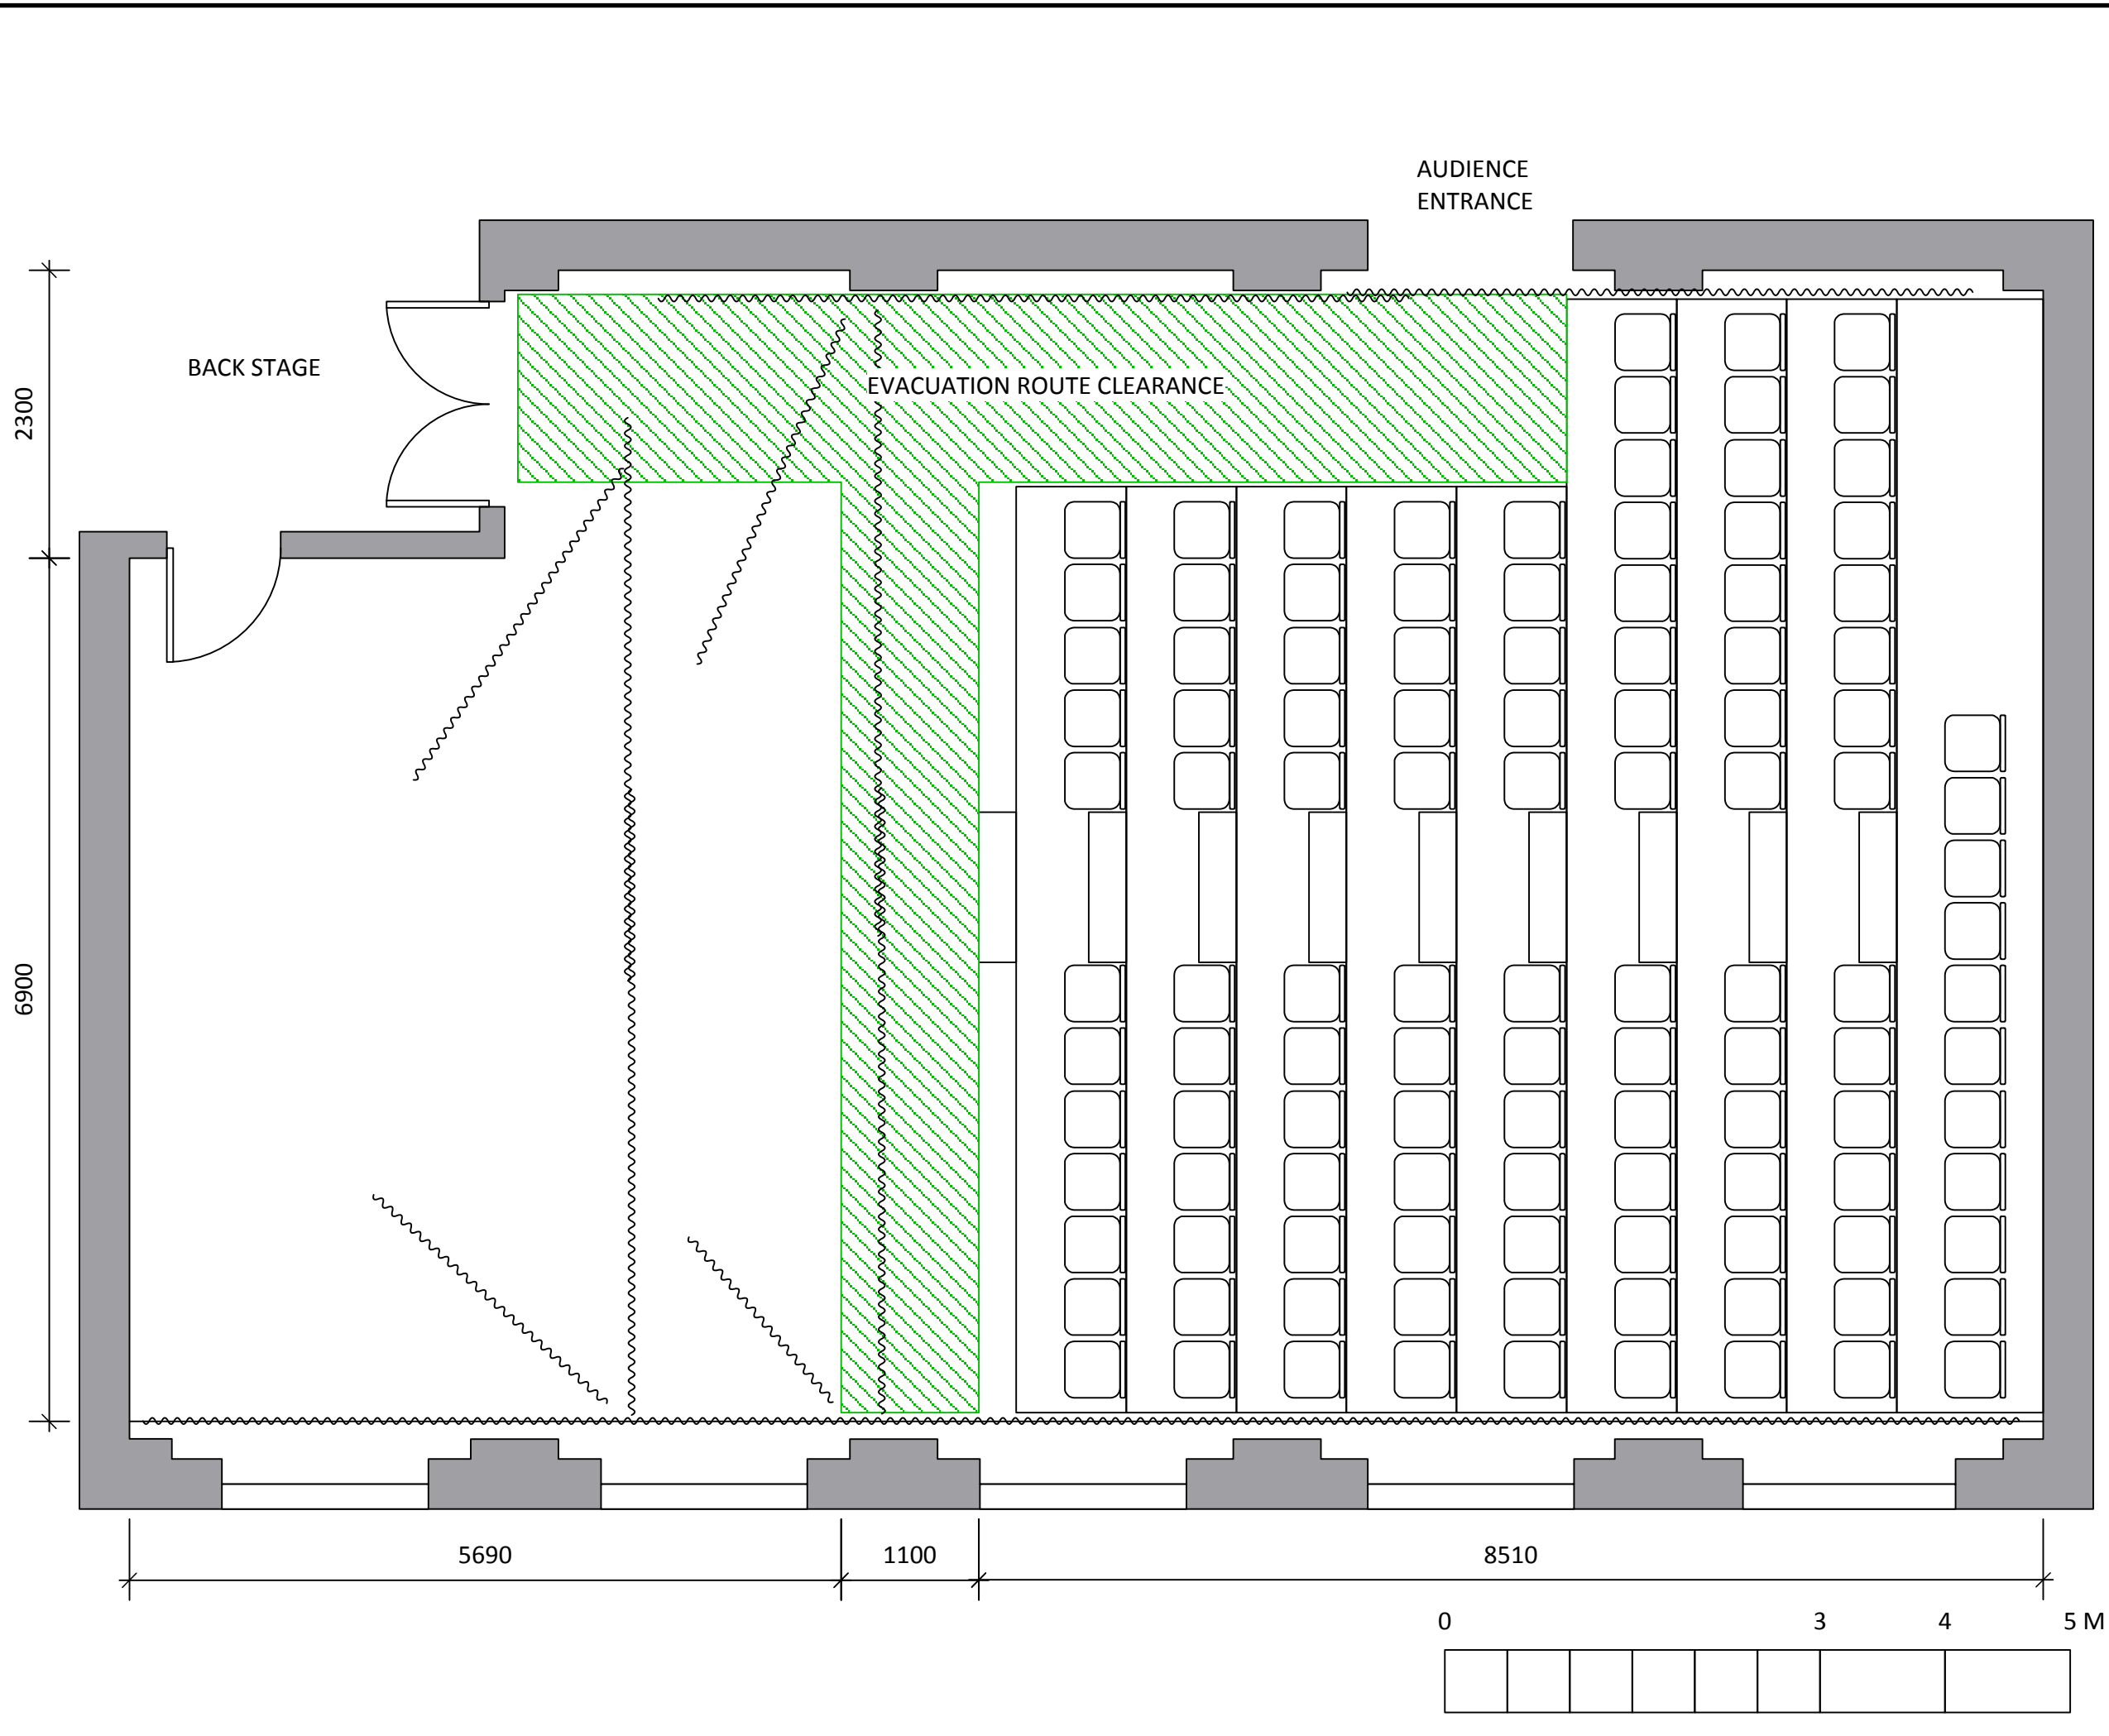 AUDIENCE
ENTRANCE
BACK STAGE
EVACUATION ROUTE CLEARANCE
2300
6900
5690
1100
8510
0
3
4
5 M